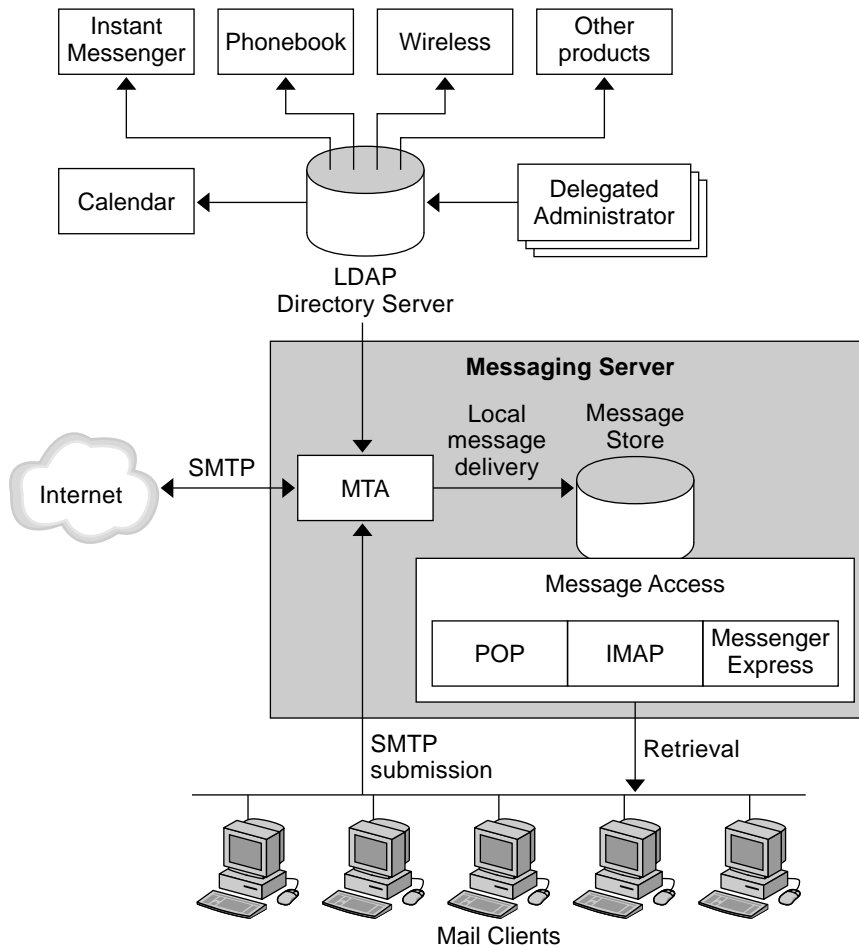 Instant
Messenger
Phonebook
Wireless
Other
products
Calendar
Delegated
Administrator
LDAP
Directory Server
Messaging Server
Local
message
delivery
Message
Store
Internet
SMTP
MTA
Message Access
POP
IMAP
Messenger
Express
SMTP
submission
Retrieval
Mail Clients